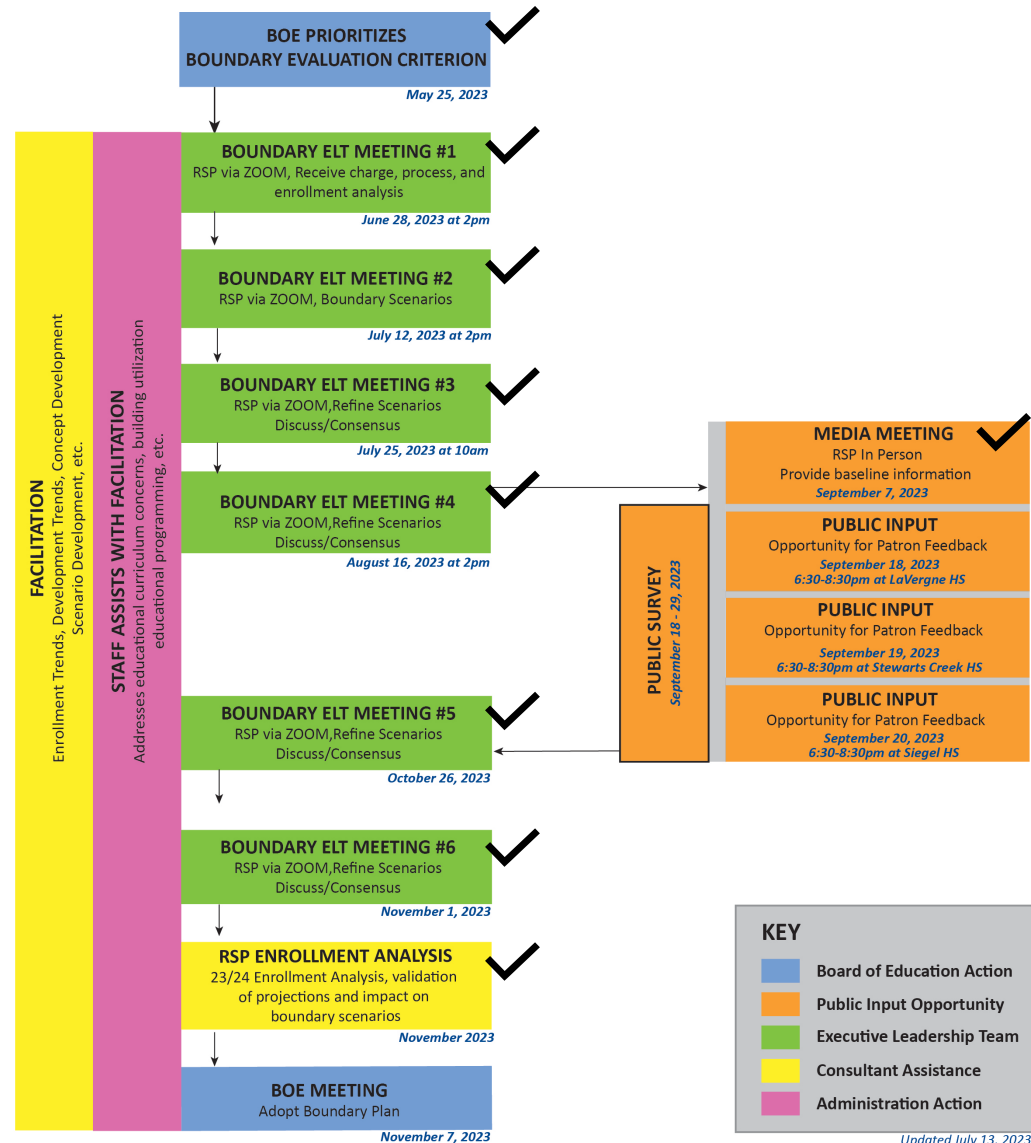 BOE PRIORITIZES
BOUNDARY EVALUATION CRITERION
May 25, 2023
FACILITATION
Enrollment Trends, Development Trends, Concept Development
Scenario Development, etc.
STAFF ASSISTS WITH FACILITATION
Addresses educational curriculum concerns, building utilization
educational programming, etc.
BOUNDARY ELT MEETING #1
RSP via ZOOM, Receive charge, process, and
enrollment analysis
June 28, 2023 at 2pm
BOUNDARY ELT MEETING #2
RSP via ZOOM, Boundary Scenarios
July 12, 2023 at 2pm
BOUNDARY ELT MEETING #3
RSP via ZOOM,Refine Scenarios
Discuss/Consensus
July 25, 2023 at 10am
BOUNDARY ELT MEETING #4
RSP via ZOOM,Refine Scenarios
Discuss/Consensus
August 16, 2023 at 2pm
MEDIA MEETING
RSP In Person
Provide baseline information
September 7, 2023
PUBLIC SURVEY
September 18 - 29, 2023
PUBLIC INPUT
Opportunity for Patron Feedback
September 18, 2023
6:30-8:30pm at LaVergne HS
PUBLIC INPUT
Opportunity for Patron Feedback
September 19, 2023
6:30-8:30pm at Stewarts Creek HS
PUBLIC INPUT
Opportunity for Patron Feedback
September 20, 2023
6:30-8:30pm at Siegel HS
BOUNDARY ELT MEETING #5
RSP via ZOOM,Refine Scenarios
Discuss/Consensus
October 26, 2023
BOUNDARY ELT MEETING #6
RSP via ZOOM,Refine Scenarios
Discuss/Consensus
November 1, 2023
RSP ENROLLMENT ANALYSIS
23/24 Enrollment Analysis, validation
of projections and impact on
boundary scenarios
November 2023
BOE MEETING
Adopt Boundary Plan
November 7, 2023
KEY
Board of Education Action
Public Input Opportunity
Executive Leadership Team
Consultant Assistance
Administration Action
Updated July 13, 2023